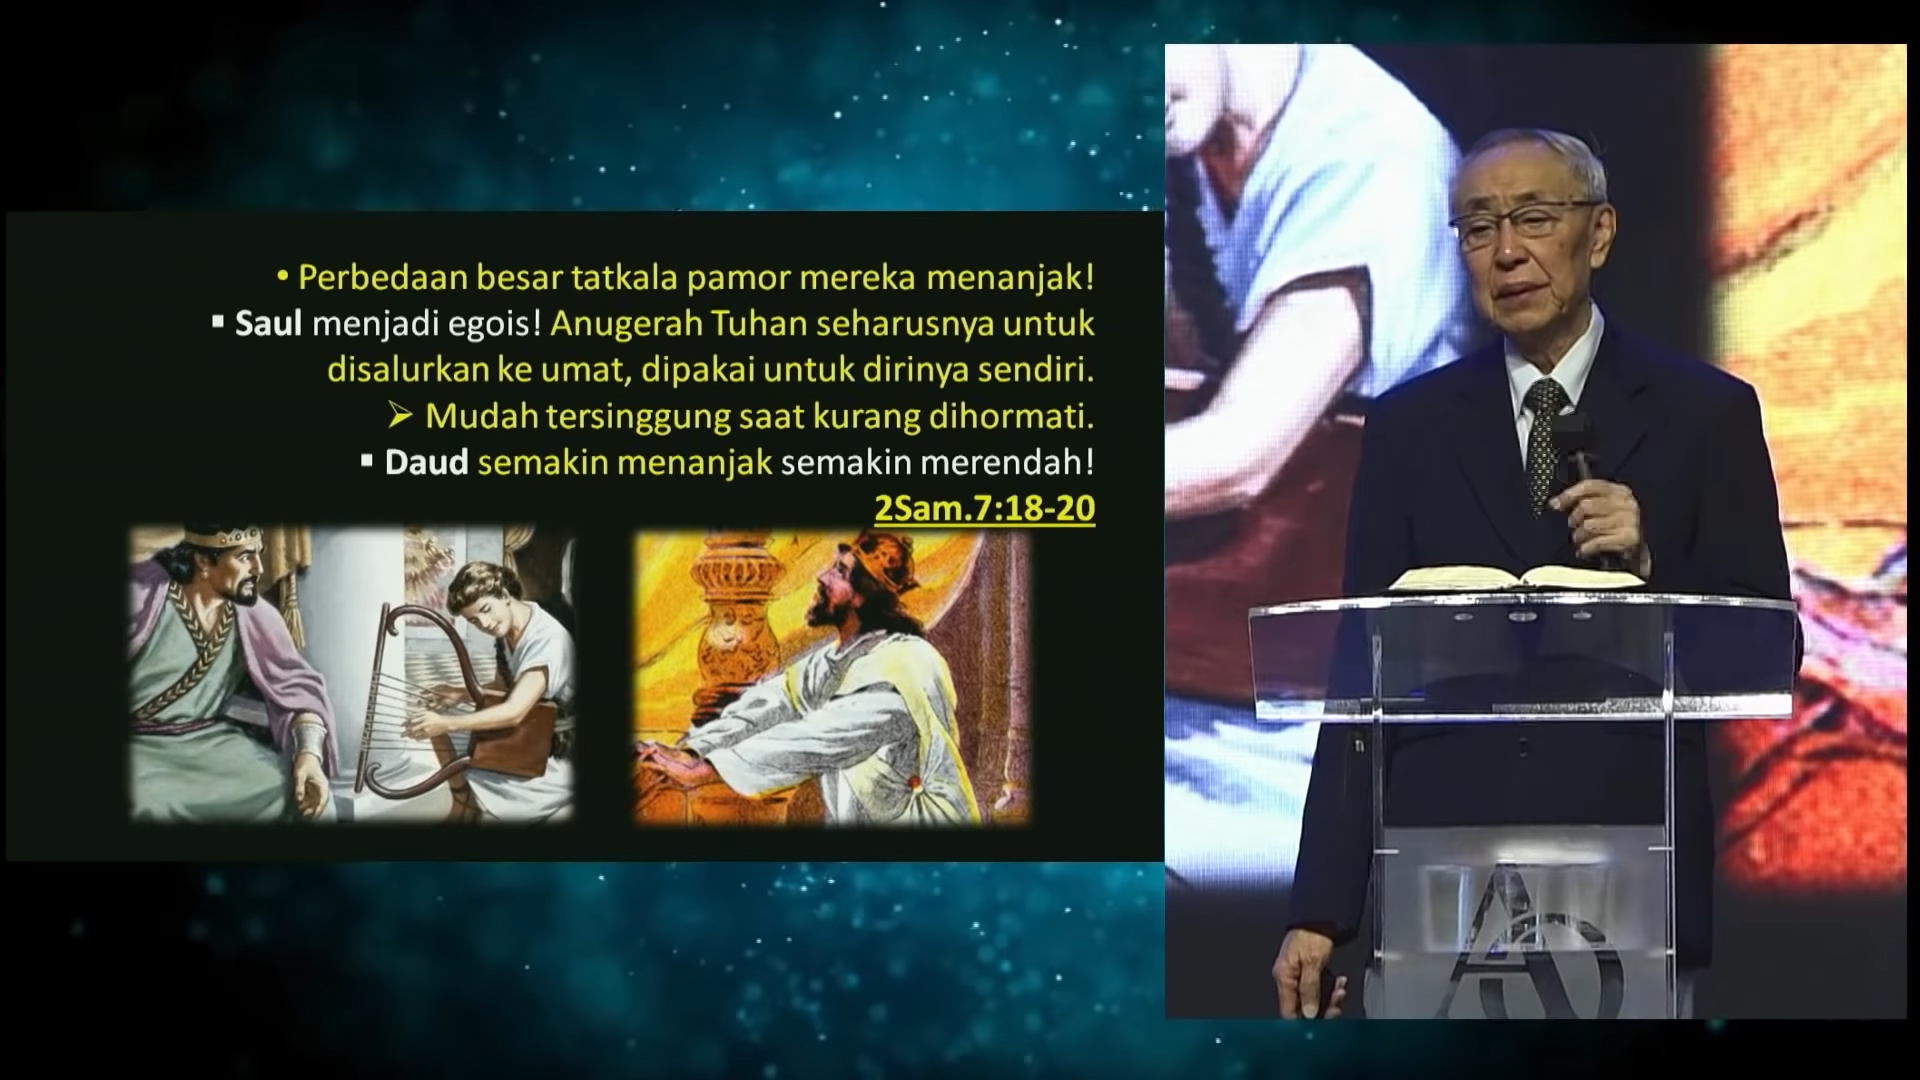 • Perbedaan besar tatkala pamor mereka menanjak!
▪ Saul menjadi egois! Anugerah Tuhan seharusnya untuk
disalurkan ke umat, dipakai untuk dirinya sendiri.
➢ Mudah tersinggung saat kurang dihormati.
▪ Daud semakin menanjak semakin merendah!
2Sam.7:18-20
AO